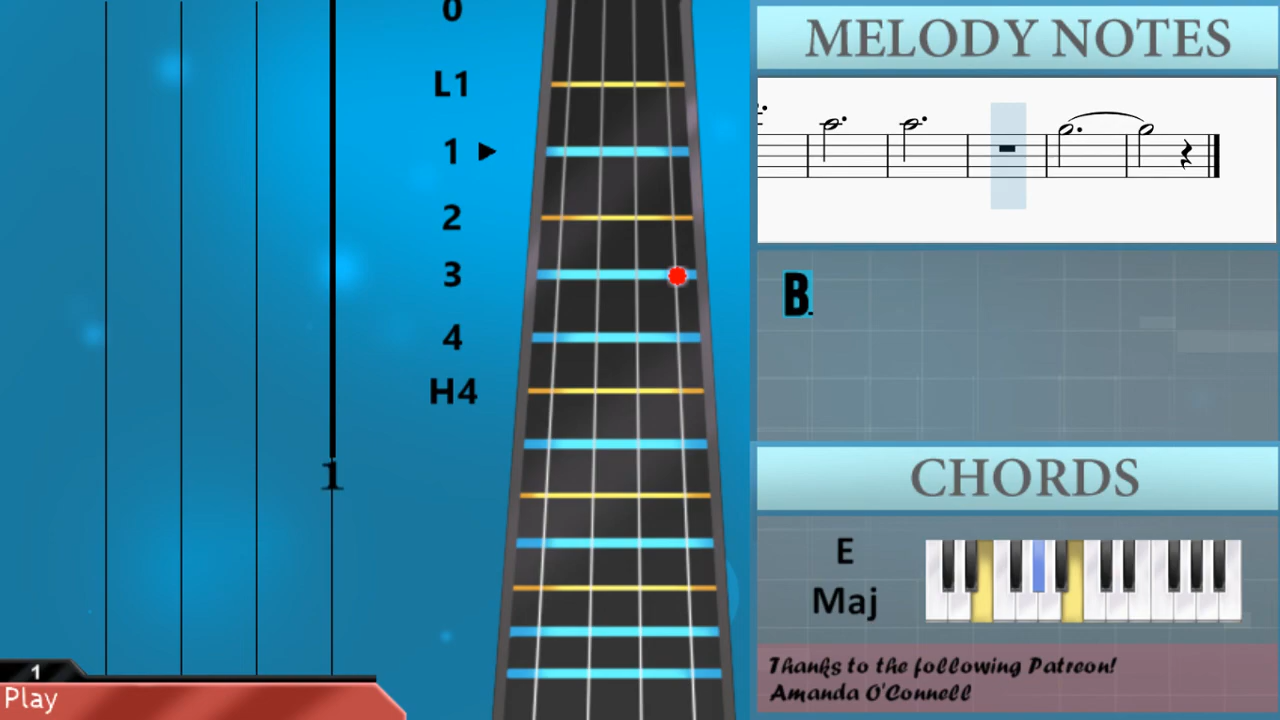 0
L1
1
2
3
4
H4
1
1
Play
MELODY NOTES
B
CHORDS
E
Maj
Thanks to the following Patreon!
Amanda O'Connell